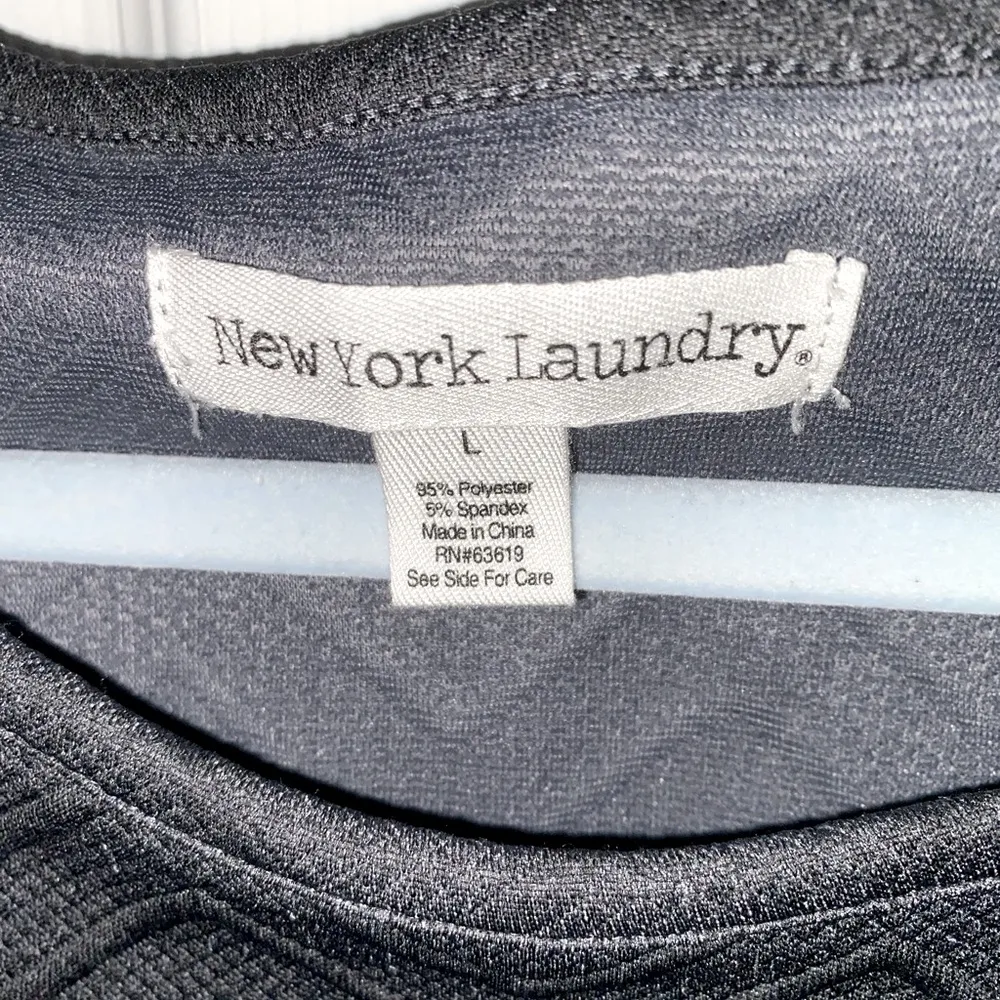 New York Laundry®
L
95% Polyester
5% Spandex
Made in China
RN#63619
See Side For Care